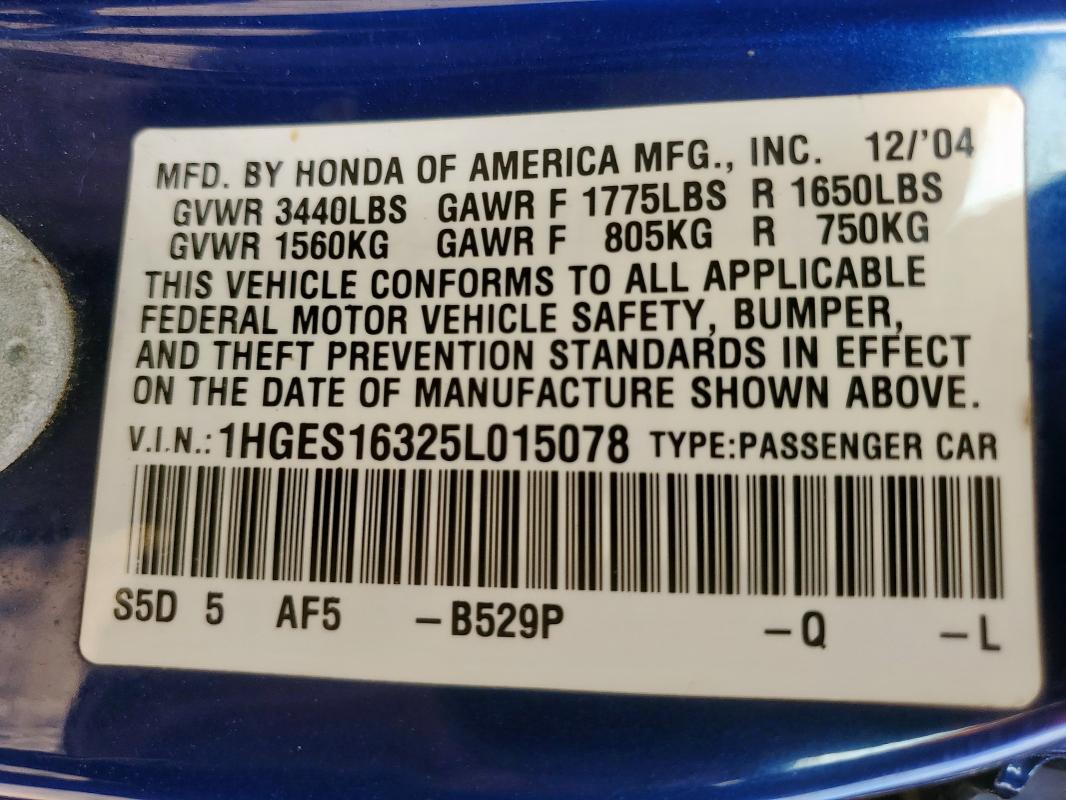 MFD. BY HONDA OF AMERICA MFG., INC. 12/'04
GVWR 3440LBS GAWR F 1775LBS R 1650LBS
GVWR 1560KG GAWR F 805KG R 750KG
THIS VEHICLE CONFORMS TO ALL APPLICABLE
FEDERAL MOTOR VEHICLE SAFETY, BUMPER,
AND THEFT PREVENTION STANDARDS IN EFFECT
ON THE DATE OF MANUFACTURE SHOWN ABOVE.
V.I.N.: 1HGES16325L015078 TYPE:PASSENGER CAR
S5D 5 AF5 –B529P –Q –L